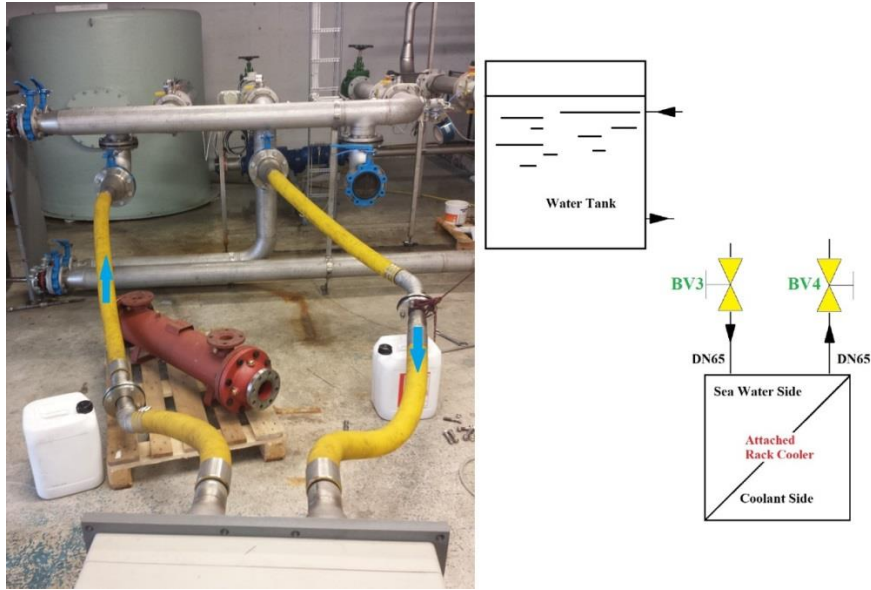 Water Tank
BV3
BV4
DN65
DN65
Sea Water Side
Attached
Rack Cooler
Coolant Side